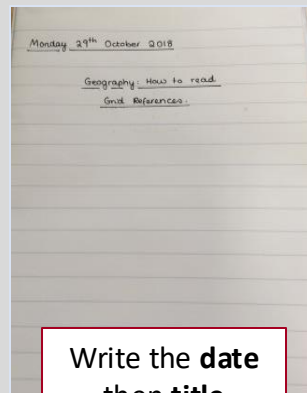 Monday 29th October 2018
Geography: How to read
Grid References.
Write the date
then title